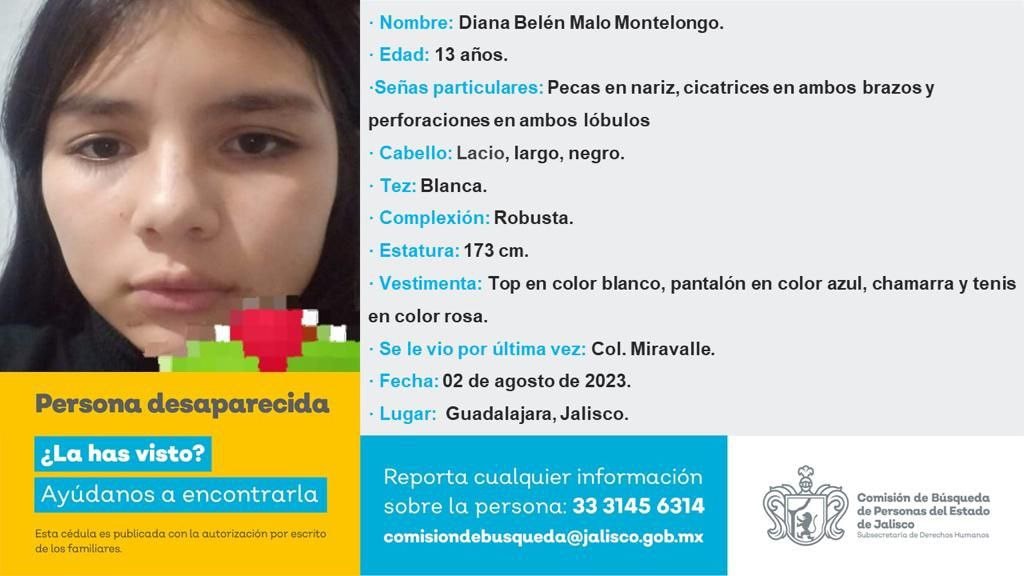 · Nombre: Diana Belén Malo Montelongo.
· Edad: 13 años.
·Señas particulares: Pecas en nariz, cicatrices en ambos brazos y
perforaciones en ambos lóbulos
· Cabello: Lacio, largo, negro.
· Tez: Blanca.
· Complexión: Robusta.
· Estatura: 173 cm.
· Vestimenta: Top en color blanco, pantalón en color azul, chamarra y tenis
en color rosa.
· Se le vio por última vez: Col. Miravalle.
· Fecha: 02 de agosto de 2023.
· Lugar: Guadalajara, Jalisco.
Persona desaparecida
¿La has visto?
Ayúdanos a encontrarla
Esta cédula es publicada con la autorización por escrito
de los familiares.
Reporta cualquier información
sobre la persona: 33 3145 6314
comisiondebusqueda@jalisco.gob.mx
Comisión de Búsqueda
de Personas del Estado
de Jalisco
Subsecretaría de Derechos Humanos